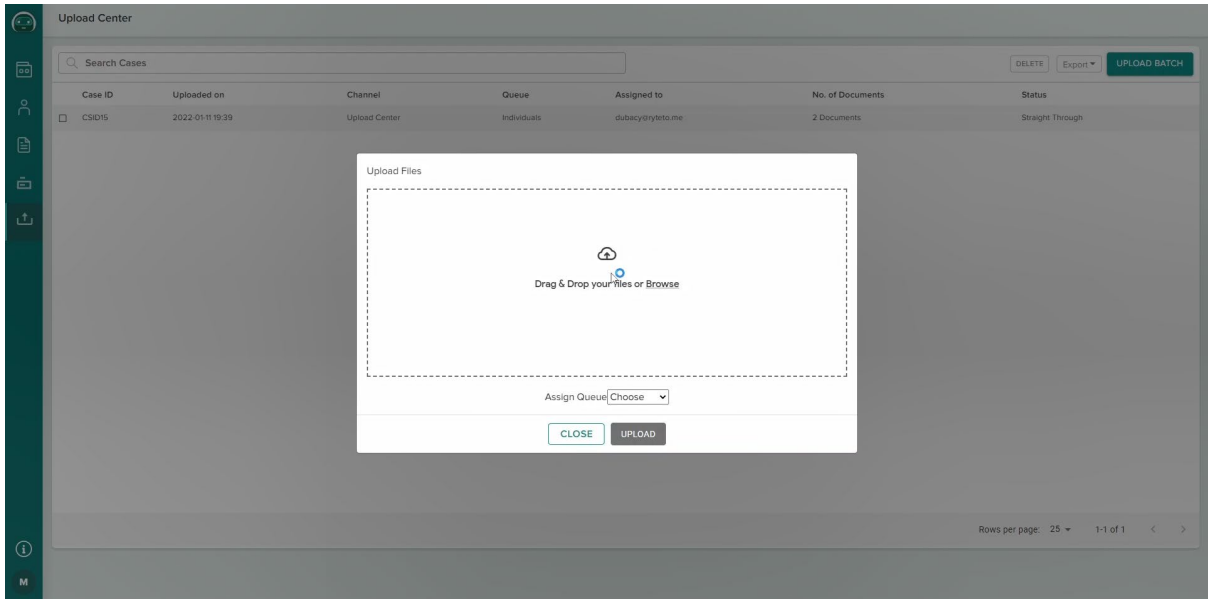 Upload Center
Search Cases
DELETE Export UPLOAD BATCH
Case ID Uploaded on Channel Queue Assigned to No. of Documents Status
CSID15 2022-01-11 19:39 Upload Center Individuals dubacy@ryteto.me 2 Documents Straight Through
Upload Files
Drag & Drop your files or Browse
Assign Queue Choose
CLOSE UPLOAD
Rows per page: 25 1-1 of 1
M